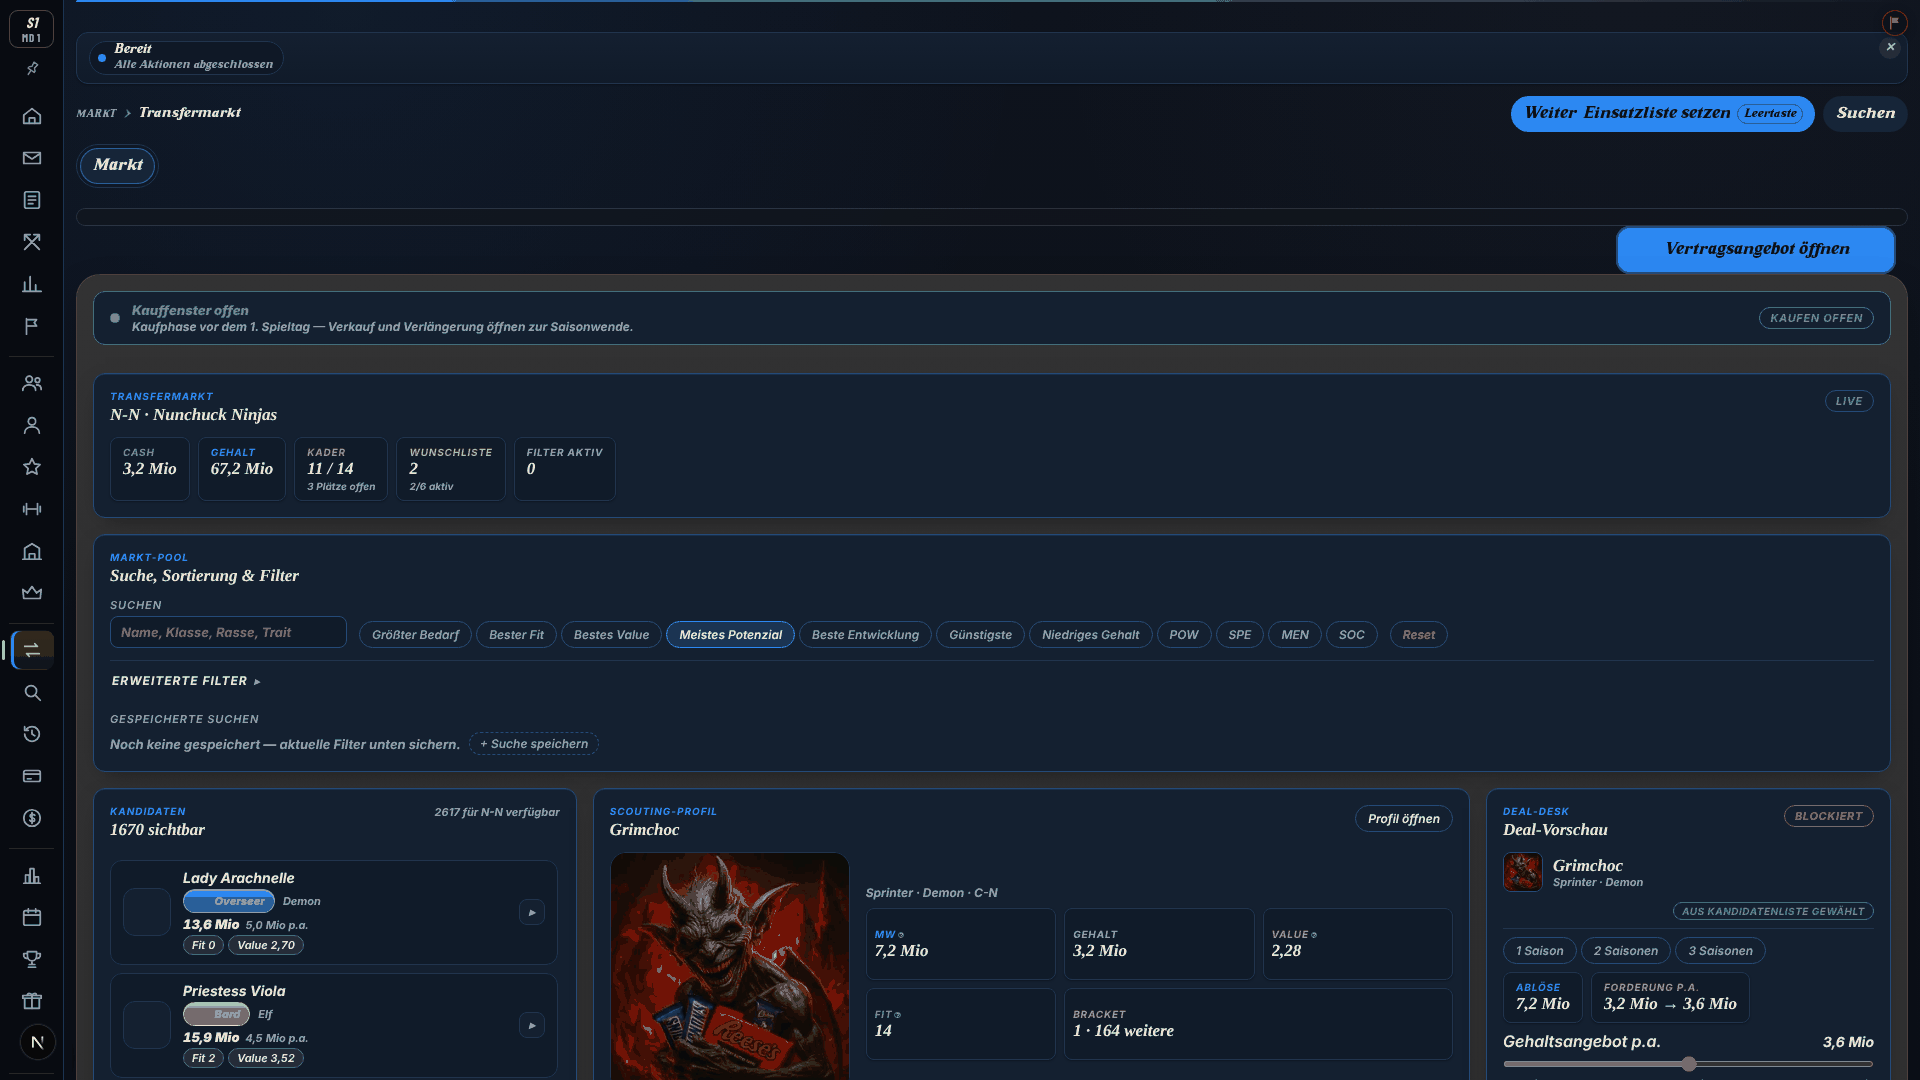 S1
MD 1
Bereit
Alle Aktionen abgeschlossen
MARKT › Transfermarkt
Weiter Einsatzliste setzen Leertaste
Suchen
Markt
Vertragsangebot öffnen
Kauffenster offen
Kaufphase vor dem 1. Spieltag — Verkauf und Verlängerung öffnen zur Saisonwende.
KAUFEN OFFEN
TRANSFERMARKT
N-N · Nunchuck Ninjas
LIVE
CASH
3,2 Mio
GEHALT
67,2 Mio
KADER
11 / 14
3 Plätze offen
WUNSCHLISTE
2
2/6 aktiv
FILTER AKTIV
0
MARKT-POOL
Suche, Sortierung & Filter
SUCHEN
Name, Klasse, Rasse, Trait
Größter Bedarf
Bester Fit
Bestes Value
Meistes Potenzial
Beste Entwicklung
Günstigste
Niedriges Gehalt
POW
SPE
MEN
SOC
Reset
ERWEITERTE FILTER ▸
GESPEICHERTE SUCHEN
Noch keine gespeichert — aktuelle Filter unten sichern.
+ Suche speichern
KANDIDATEN
1670 sichtbar
2617 für N-N verfügbar
Lady Arachnelle
Overseer Demon
13,6 Mio 5,0 Mio p.a.
Fit 0 Value 2,70
Priestess Viola
Bard Elf
15,9 Mio 4,5 Mio p.a.
Fit 2 Value 3,52
SCOUTING-PROFIL
Grimchoc
Profil öffnen
Reese's
Sprinter · Demon · C-N
MW ?
7,2 Mio
GEHALT
3,2 Mio
VALUE ?
2,28
FIT ?
14
BRACKET
1 · 164 weitere
DEAL-DESK
Deal-Vorschau
BLOCKIERT
Grimchoc
Sprinter · Demon
AUS KANDIDATENLISTE GEWÄHLT
1 Saison
2 Saisonen
3 Saisonen
ABLÖSE
7,2 Mio
FORDERUNG P.A.
3,2 Mio → 3,6 Mio
Gehaltsangebot p.a.
3,6 Mio
N